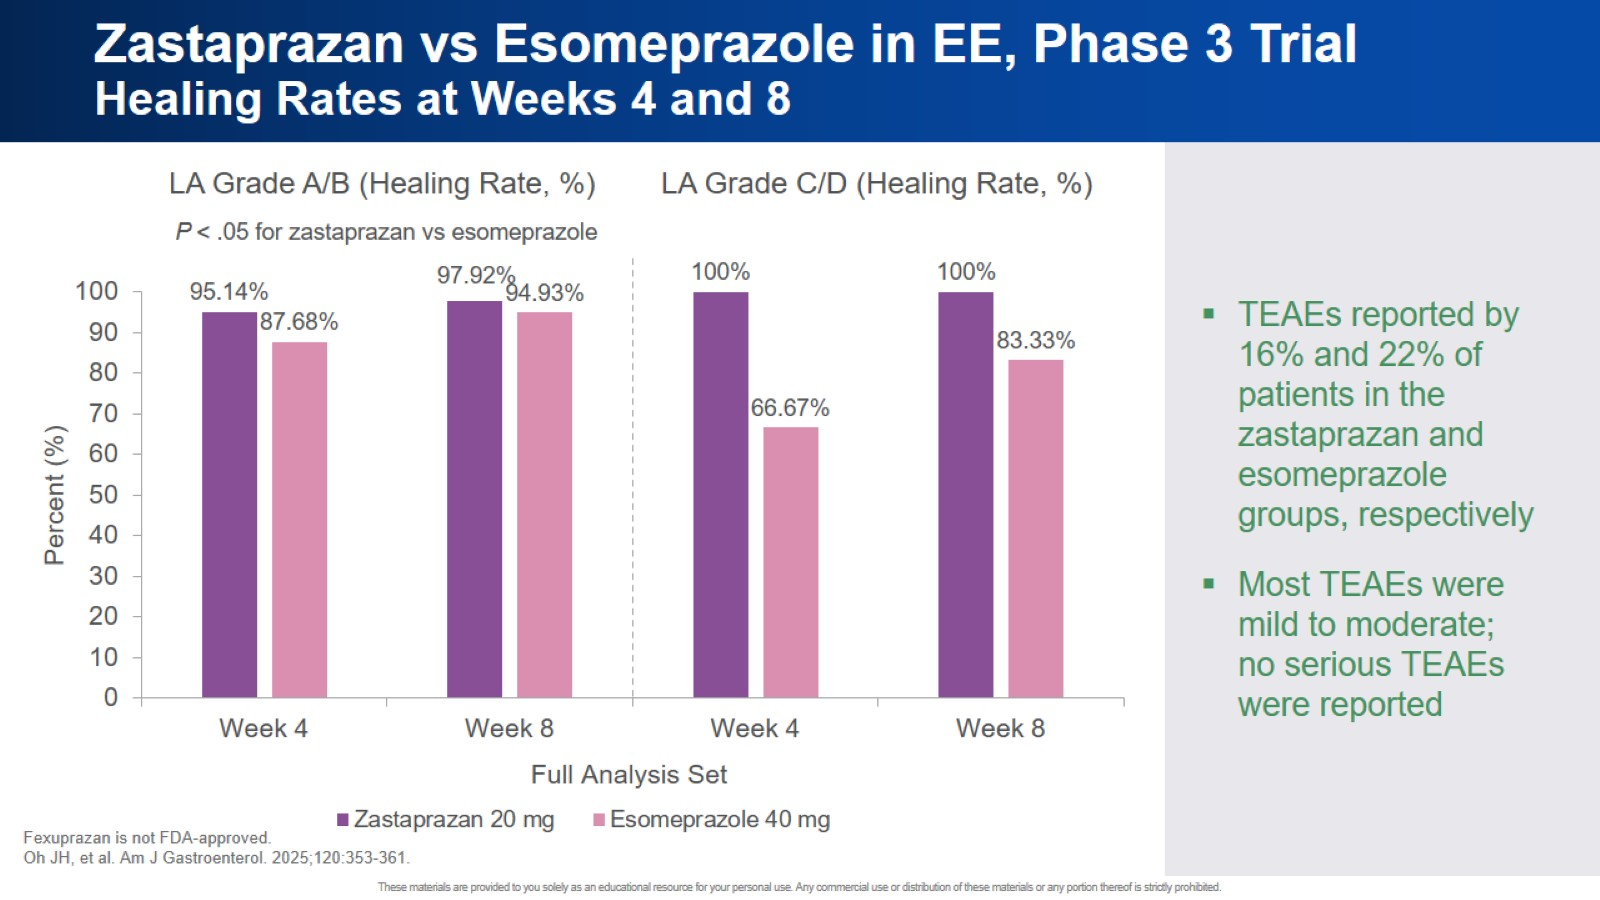 Zastaprazan vs Esomeprazole in EE, Phase 3 Trial
Healing Rates at Weeks 4 and 8
LA Grade A/B (Healing Rate, %)
LA Grade C/D (Healing Rate, %)
P < .05 for zastaprazan vs esomeprazole
Percent (%)
100
90
80
70
60
50
40
30
20
10
0
95.14%
87.68%
97.92%
94.93%
100%
66.67%
100%
83.33%
Week 4
Week 8
Week 4
Week 8
Full Analysis Set
Zastaprazan 20 mg
Esomeprazole 40 mg
▪ TEAEs reported by
16% and 22% of
patients in the
zastaprazan and
esomeprazole
groups, respectively
▪ Most TEAEs were
mild to moderate;
no serious TEAEs
were reported
Fexuprazan is not FDA-approved.
Oh JH, et al. Am J Gastroenterol. 2025;120:353-361.
These materials are provided to you solely as an educational resource for your personal use. Any commercial use or distribution of these materials or any portion thereof is strictly prohibited.